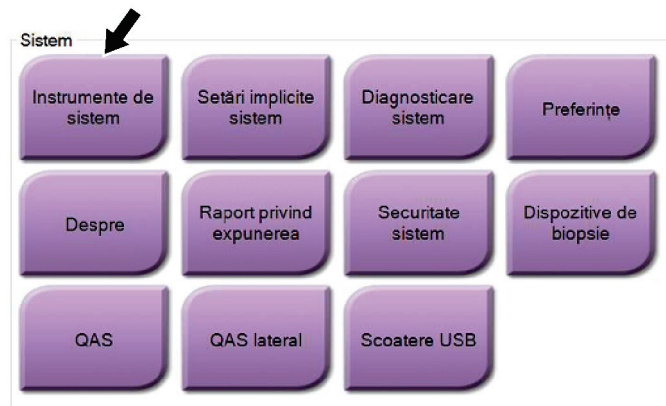 Sistem
Instrumente de
sistem
Setări implicite
sistem
Diagnosticare
sistem
Preferințe
Despre
Raport privind
expunerea
Securitate
sistem
Dispozitive de
biopsie
QAS
QAS lateral
Scoatere USB